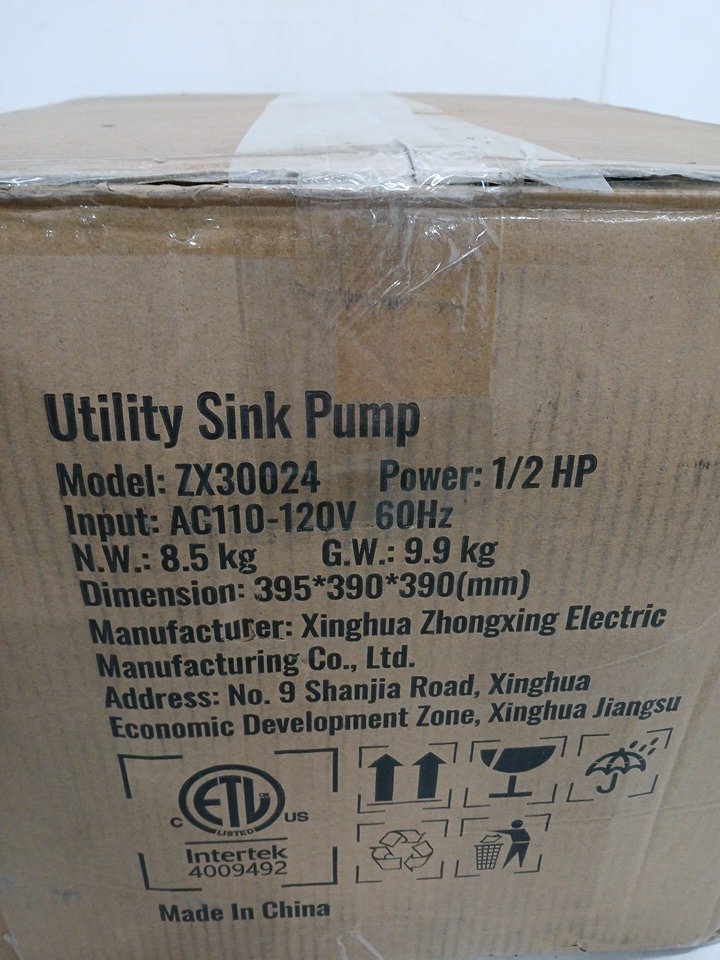 Utility Sink Pump
Model: ZX30024 Power: 1/2 HP
Input: AC110-120V 60Hz
N.W.: 8.5 kg G.W.: 9.9 kg
Dimension: 395*390*390(mm)
Manufacturer: Xinghua Zhongxing Electric
Manufacturing Co., Ltd.
Address: No. 9 Shanjia Road, Xinghua
Economic Development Zone, Xinghua Jiangsu
ETL
C LISTED US
Intertek
4009492
Made In China